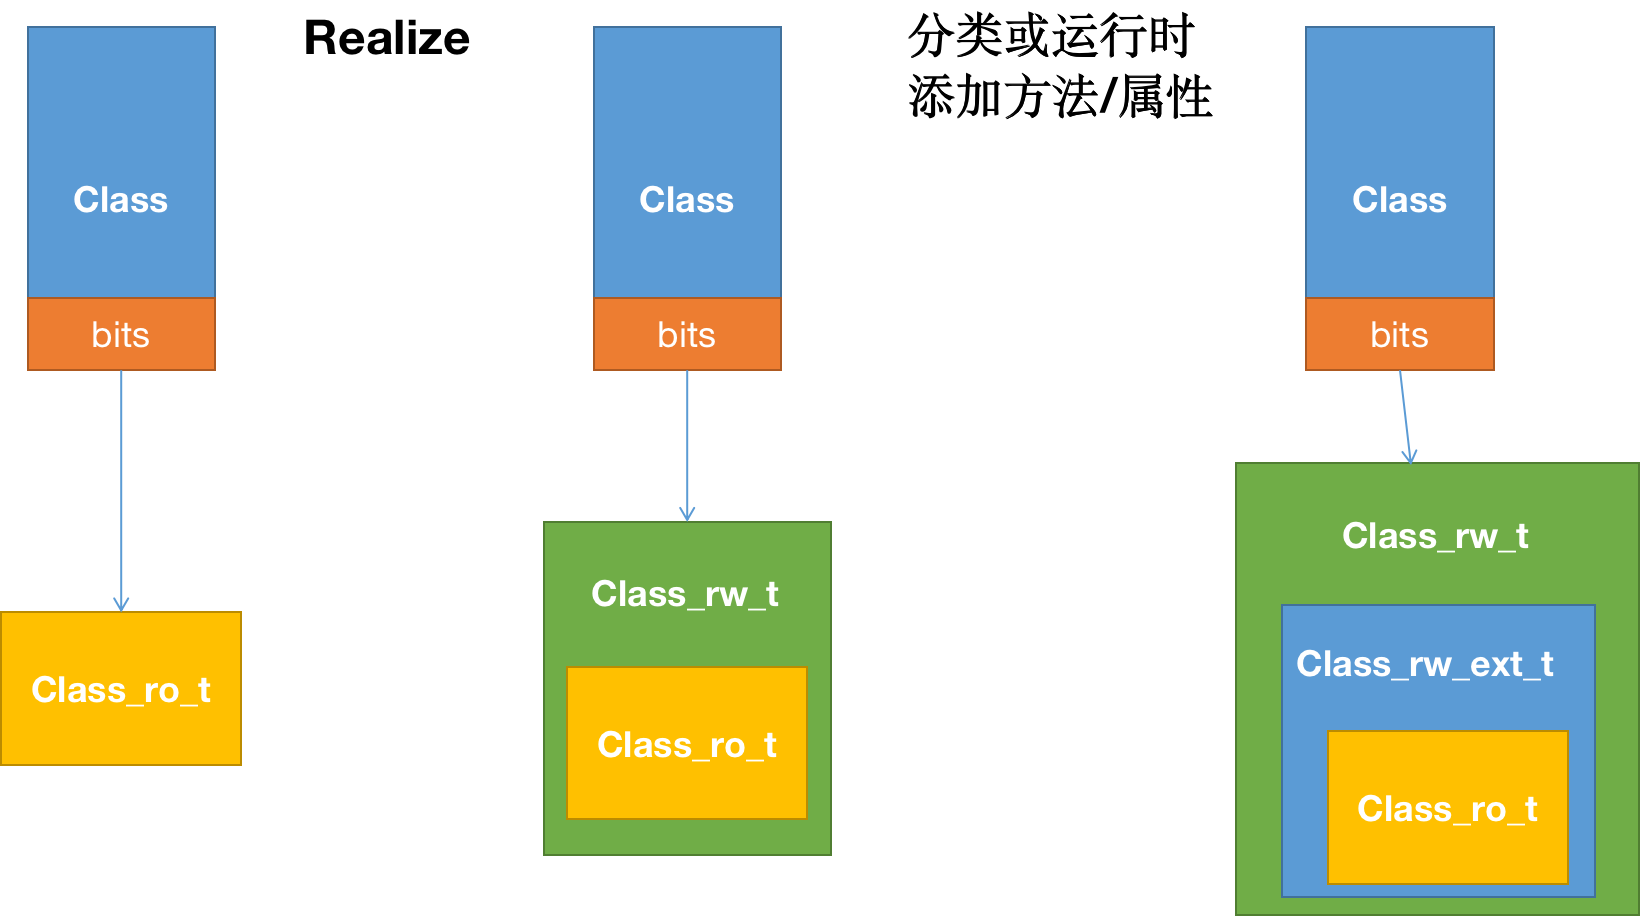 Realize
分类或运行时
添加方法/属性
Class
Class
Class
bits
bits
bits
Class_ro_t
Class_rw_t
Class_ro_t
Class_rw_t
Class_rw_ext_t
Class_ro_t